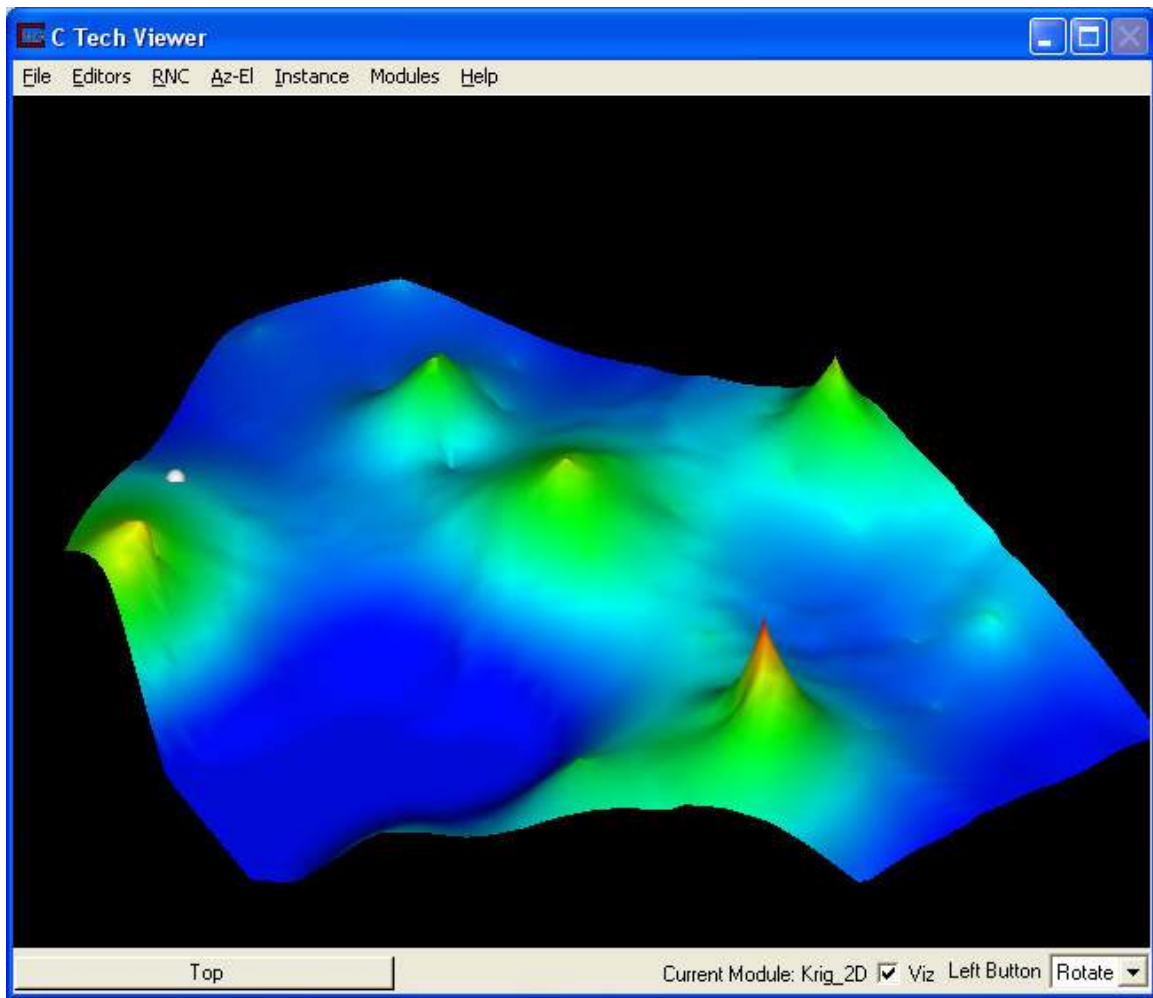 C Tech Viewer
File Editors RNC Az-El Instance Modules Help
Top Current Module: Krig_2D Viz Left Button Rotate